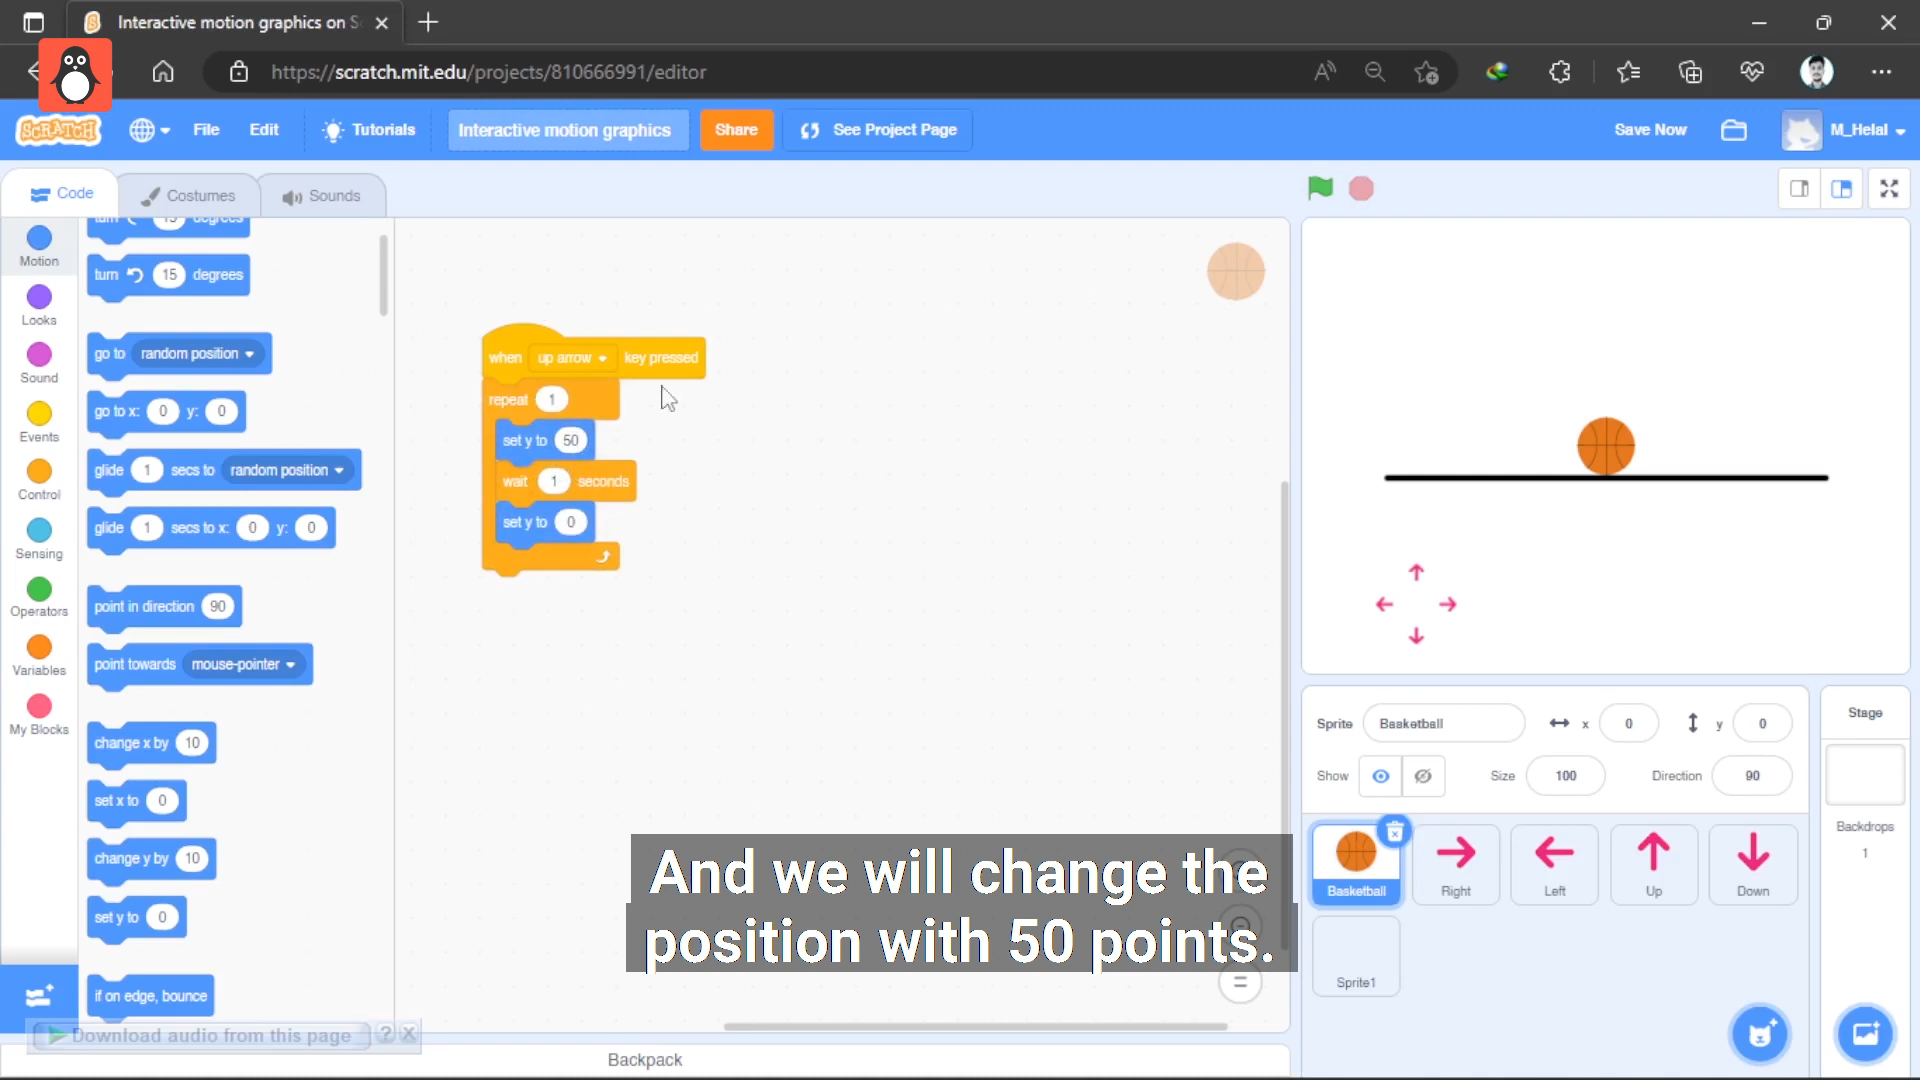 Interactive motion graphics on S
https://scratch.mit.edu/projects/810666991/editor
SCRATCH
File
Edit
Tutorials
Interactive motion graphics
Share
See Project Page
Save Now
M_Helal
Code
Costumes
Sounds
Motion
Looks
Sound
Events
Control
Sensing
Operators
Variables
My Blocks
turn 15 degrees
turn 15 degrees
go to random position
go to x: 0 y: 0
glide 1 secs to random position
glide 1 secs to x: 0 y: 0
point in direction 90
point towards mouse-pointer
change x by 10
set x to 0
change y by 10
set y to 0
if on edge, bounce
when up arrow key pressed
repeat 1
set y to 50
wait 1 seconds
set y to 0
And we will change the
position with 50 points.
Download audio from this page ?
Backpack
Sprite Basketball x 0 y 0
Show Size 100 Direction 90
Basketball
Right
Left
Up
Down
Sprite1
Stage
Backdrops
1